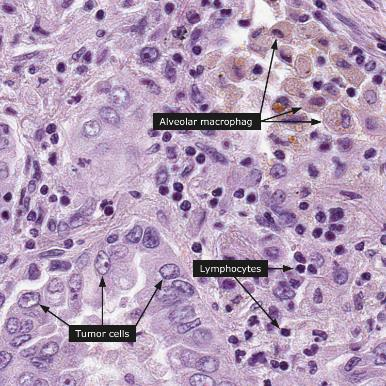 Alveolar macrophag
Lymphocytes
Tumor cells